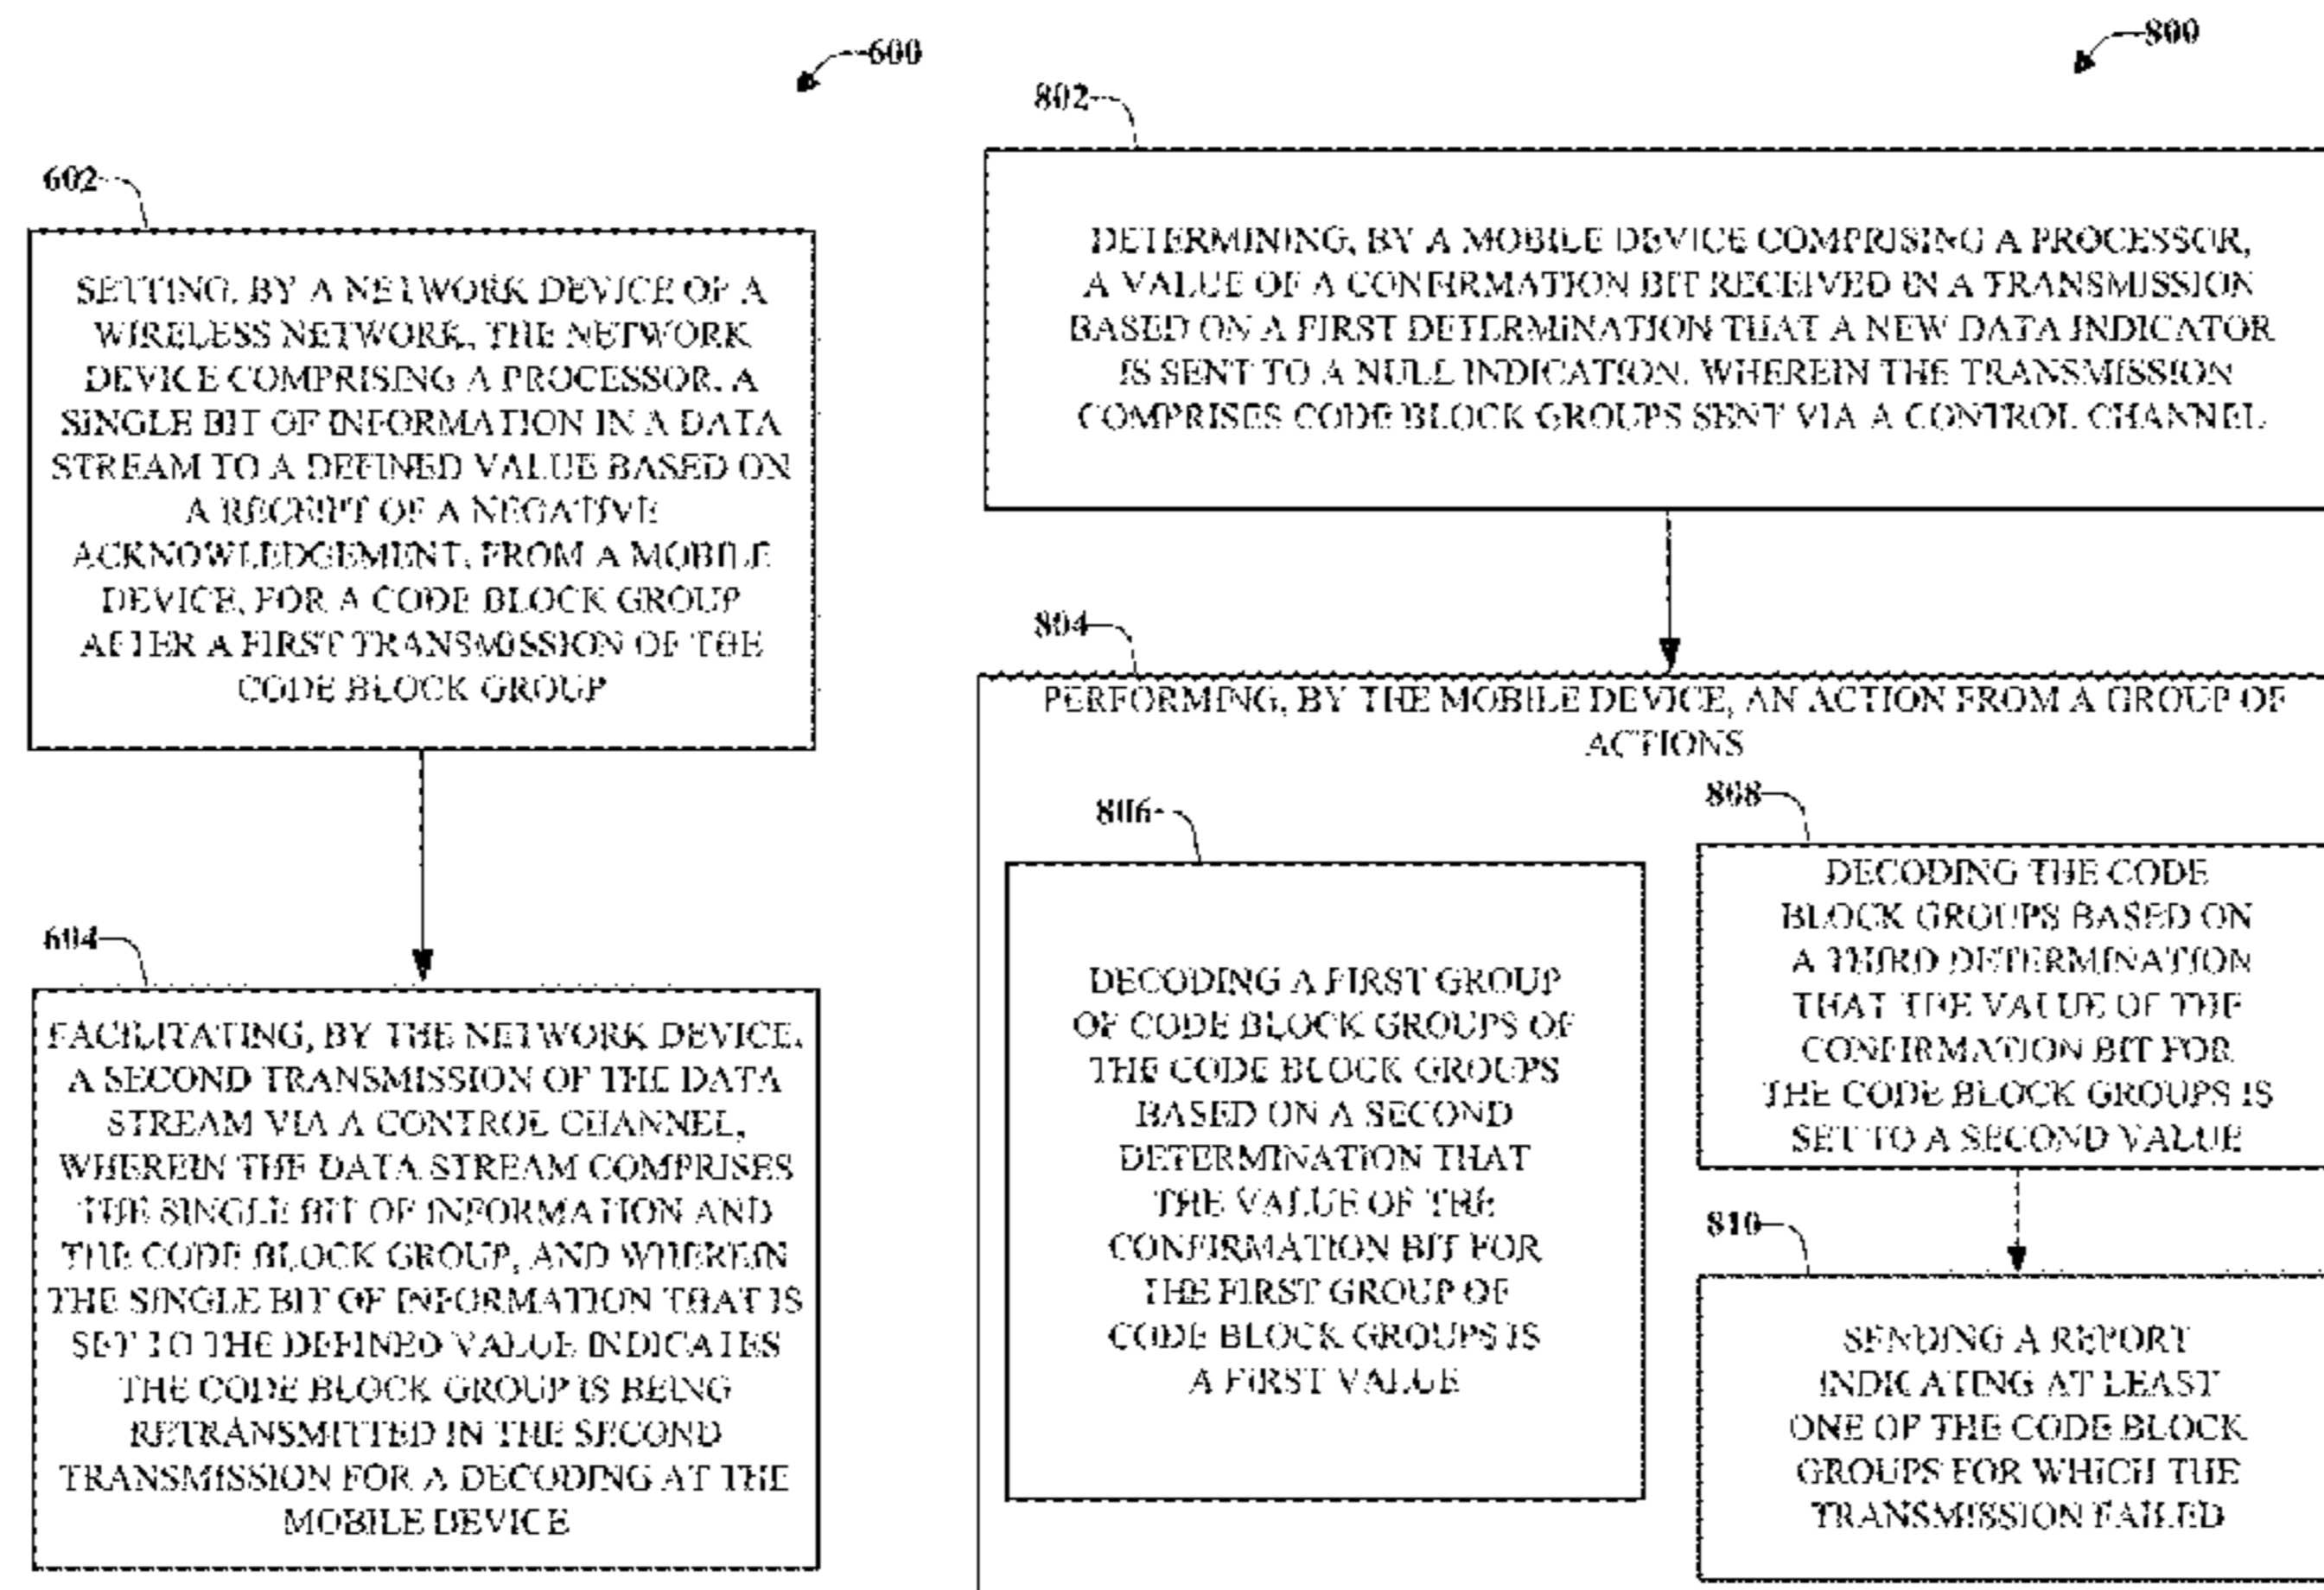 600
602
SETTING, BY A NETWORK DEVICE OF A
WIRELESS NETWORK, THE NETWORK
DEVICE COMPRISING A PROCESSOR, A
SINGLE BIT OF INFORMATION IN A DATA
STREAM TO A DEFINED VALUE BASED ON
A RECEIPT OF A NEGATIVE
ACKNOWLEDGEMENT, FROM A MOBILE
DEVICE, FOR A CODE BLOCK GROUP
AFTER A FIRST TRANSMISSION OF THE
CODE BLOCK GROUP
604
FACILITATING, BY THE NETWORK DEVICE,
A SECOND TRANSMISSION OF THE DATA
STREAM VIA A CONTROL CHANNEL,
WHEREIN THE DATA STREAM COMPRISES
THE SINGLE BIT OF INFORMATION AND
THE CODE BLOCK GROUP, AND WHEREIN
THE SINGLE BIT OF INFORMATION THAT IS
SET TO THE DEFINED VALUE INDICATES
THE CODE BLOCK GROUP IS BEING
RETRANSMITTED IN THE SECOND
TRANSMISSION FOR A DECODING AT THE
MOBILE DEVICE
800
802
DETERMINING, BY A MOBILE DEVICE COMPRISING A PROCESSOR,
A VALUE OF A CONFIRMATION BIT RECEIVED IN A TRANSMISSION
BASED ON A FIRST DETERMINATION THAT A NEW DATA INDICATOR
IS SENT TO A NULL INDICATION, WHEREIN THE TRANSMISSION
COMPRISES CODE BLOCK GROUPS SENT VIA A CONTROL CHANNEL
804
PERFORMING, BY THE MOBILE DEVICE, AN ACTION FROM A GROUP OF
ACTIONS
806
DECODING A FIRST GROUP
OF CODE BLOCK GROUPS OF
THE CODE BLOCK GROUPS
BASED ON A SECOND
DETERMINATION THAT
THE VALUE OF THE
CONFIRMATION BIT FOR
THE FIRST GROUP OF
CODE BLOCK GROUPS IS
A FIRST VALUE
808
DECODING THE CODE
BLOCK GROUPS BASED ON
A THIRD DETERMINATION
THAT THE VALUE OF THE
CONFIRMATION BIT FOR
THE CODE BLOCK GROUPS IS
SET TO A SECOND VALUE
810
SENDING A REPORT
INDICATING AT LEAST
ONE OF THE CODE BLOCK
GROUPS FOR WHICH THE
TRANSMISSION FAILED